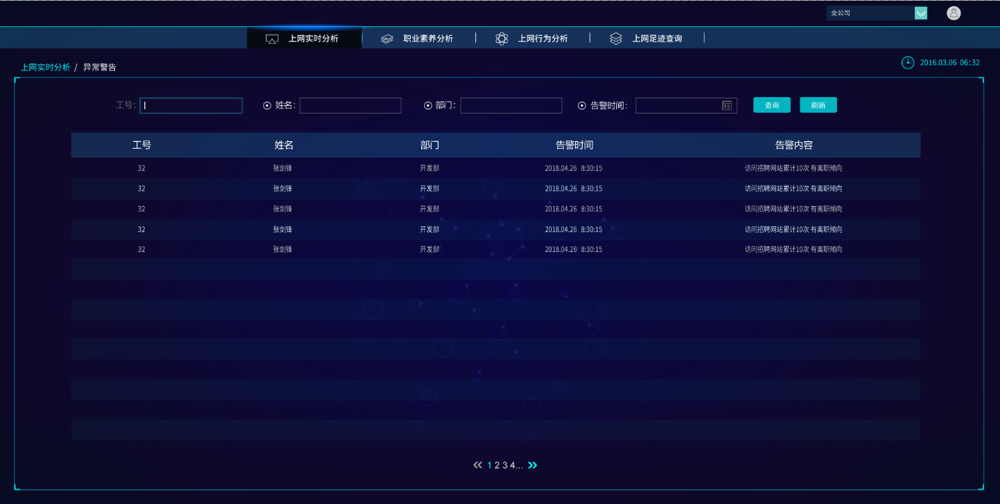 全公司
上网实时分析 职业素养分析 上网行为分析 上网足迹查询
上网实时分析 / 异常警告 2016.03.06 06:32
工号: 姓名: 部门: 告警时间: 15 查询 刷新
工号 姓名 部门 告警时间 告警内容
32 张剑锋 开发部 2018.04.26 8:30:15 访问招聘网站累计10次 有离职倾向
32 张剑锋 开发部 2018.04.26 8:30:15 访问招聘网站累计10次 有离职倾向
32 张剑锋 开发部 2018.04.26 8:30:15 访问招聘网站累计10次 有离职倾向
32 张剑锋 开发部 2018.04.26 8:30:15 访问招聘网站累计10次 有离职倾向
32 张剑锋 开发部 2018.04.26 8:30:15 访问招聘网站累计10次 有离职倾向
« 1 2 3 4... »